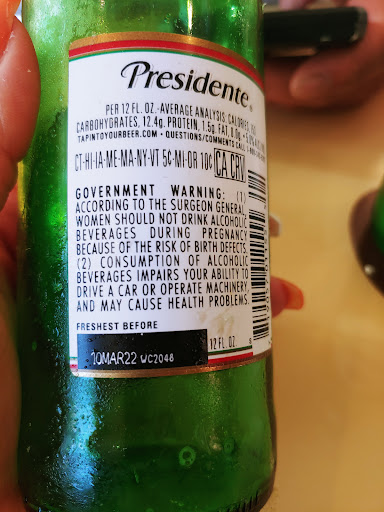 Presidente®
PER 12 FL. OZ.-AVERAGE ANALYSIS: CALORIES,
CARBOHYDRATES, 12.4g. PROTEIN, 1.5g. FAT, 0.0g.
TAPINTOYOURBEER.COM • QUESTIONS/COMMENTS CALL
CT-HI-IA-ME-MA-NY-VT 5¢-MI-OR 10¢ CA CRV
GOVERNMENT WARNING: (1)
ACCORDING TO THE SURGEON GENERAL,
WOMEN SHOULD NOT DRINK ALCOHOLIC
BEVERAGES DURING PREGNANCY
BECAUSE OF THE RISK OF BIRTH DEFECTS.
(2) CONSUMPTION OF ALCOHOLIC
BEVERAGES IMPAIRS YOUR ABILITY TO
DRIVE A CAR OR OPERATE MACHINERY,
AND MAY CAUSE HEALTH PROBLEMS.
FRESHEST BEFORE
10MAR22 WC2048
12 FL. OZ.